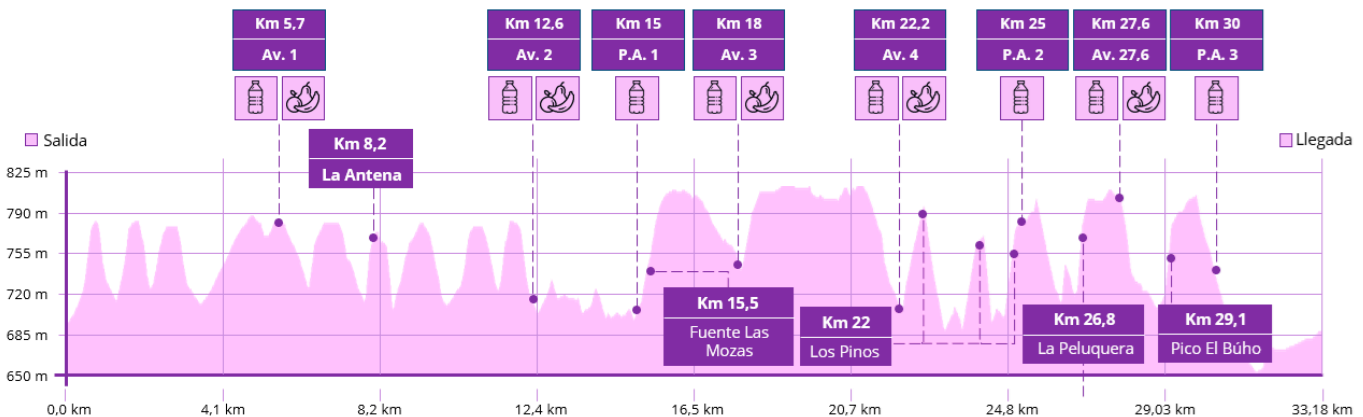 Km 5,7
Av. 1
Km 12,6
Av. 2
Km 15
P.A. 1
Km 18
Av. 3
Km 22,2
Av. 4
Km 25
P.A. 2
Km 27,6
Av. 27,6
Km 30
P.A. 3
Salida
Llegada
Km 8,2
La Antena
825 m
790 m
755 m
720 m
685 m
650 m
Km 15,5
Fuente Las
Mozas
Km 22
Los Pinos
Km 26,8
La Peluquera
Km 29,1
Pico El Búho
0,0 km
4,1 km
8,2 km
12,4 km
16,5 km
20,7 km
24,8 km
29,03 km
33,18 km